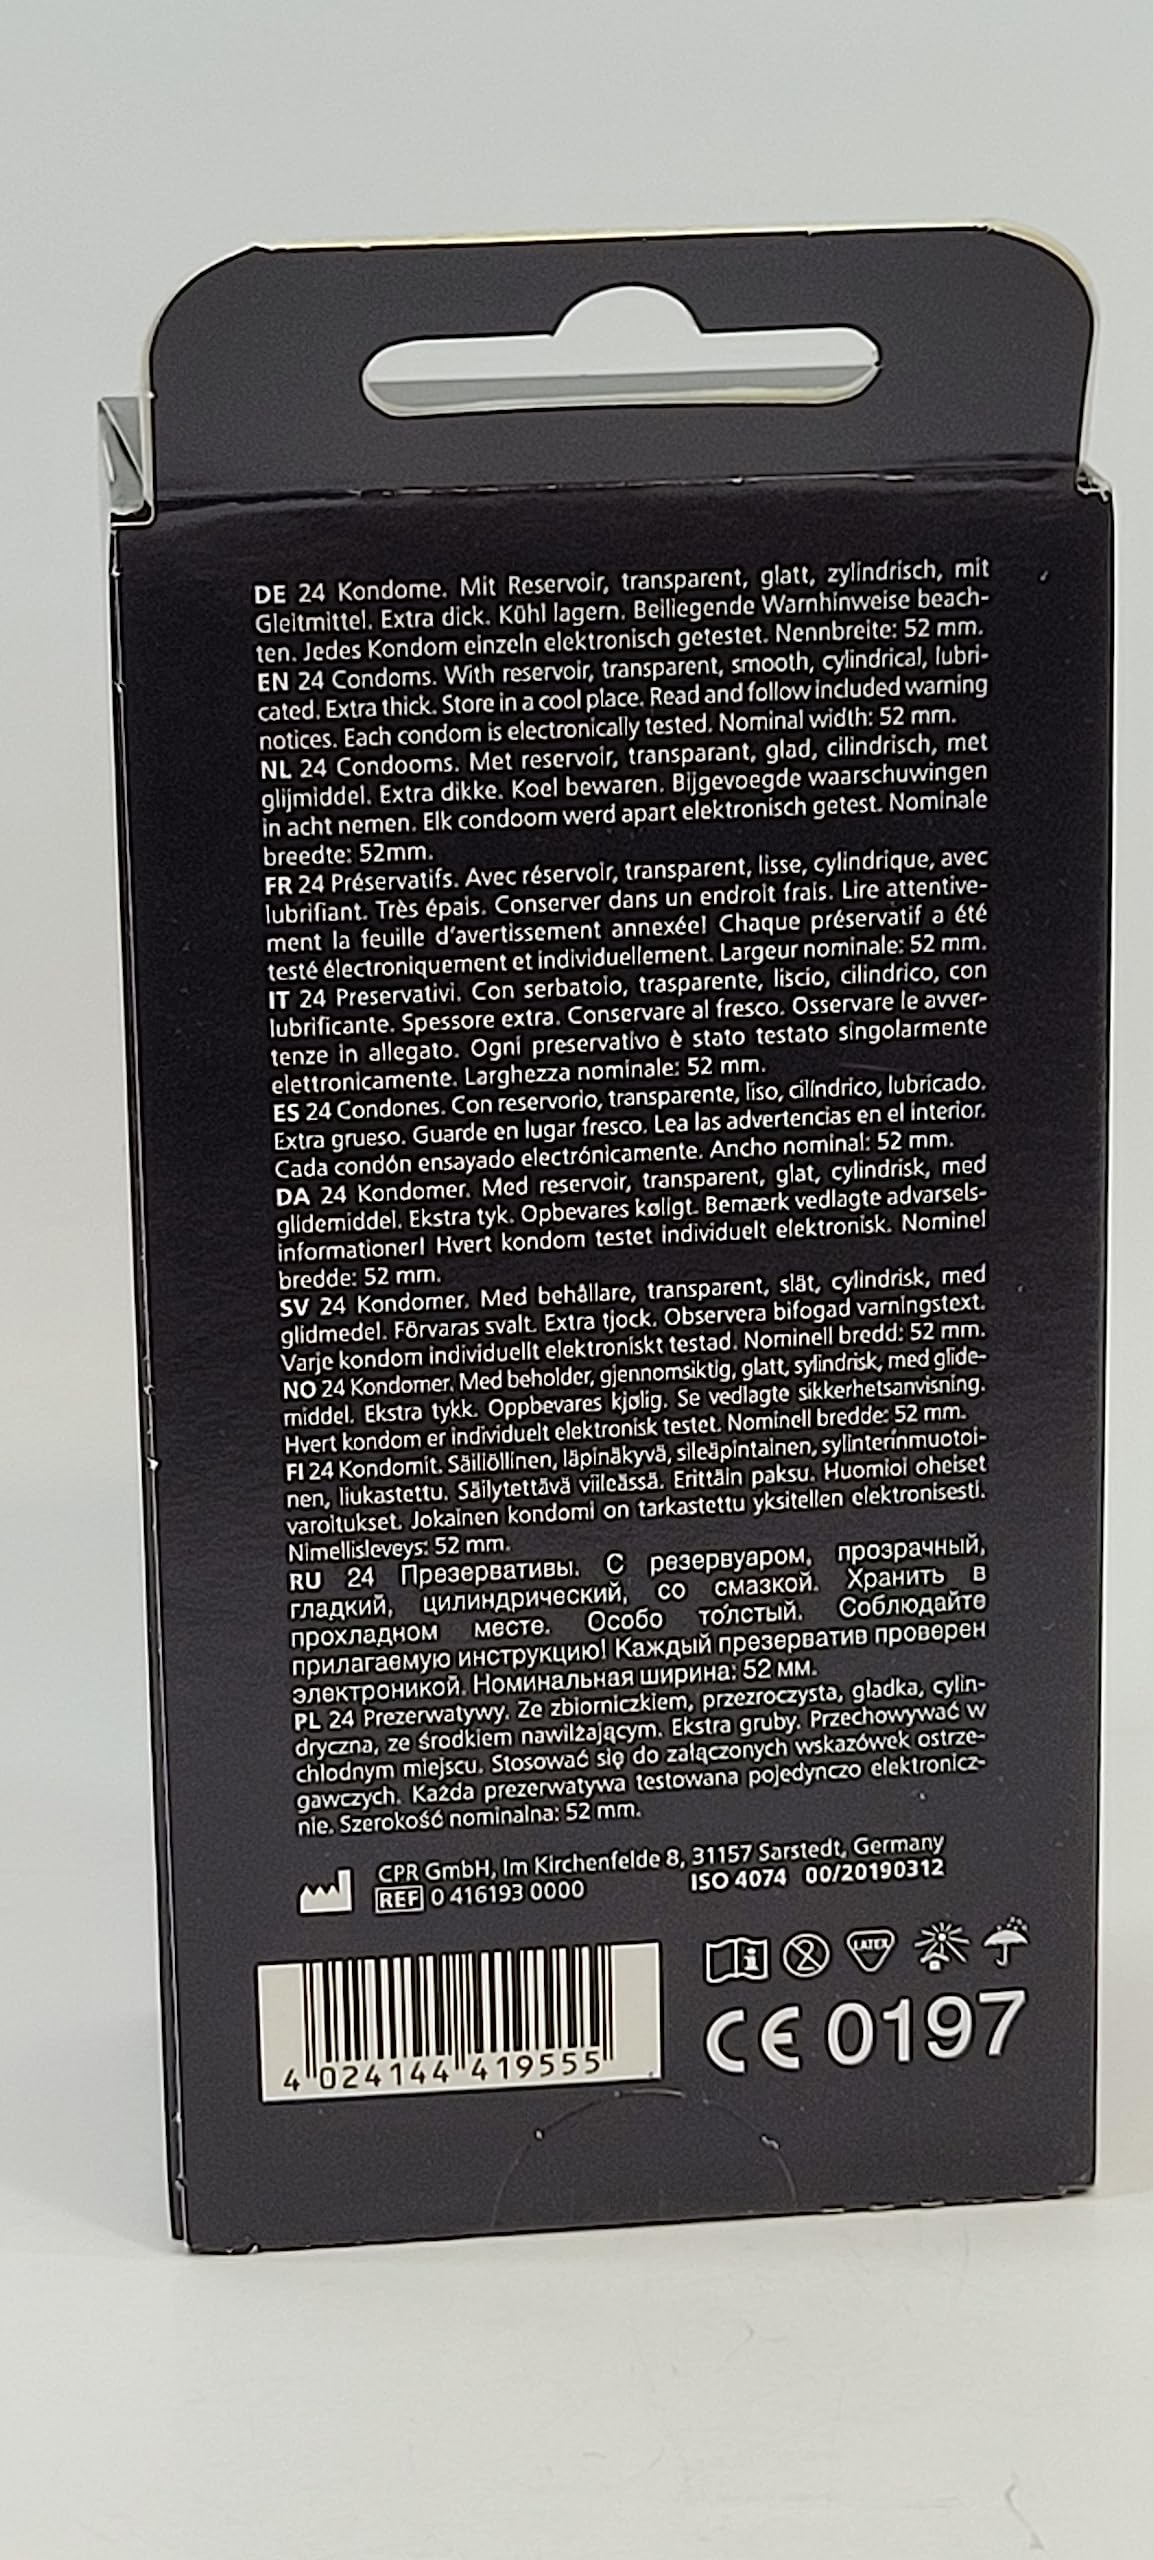 DE 24 Kondome. Mit Reservoir, transparent, glatt, zylindrisch, mit
Gleitmittel. Extra dick. Kühl lagern. Beiliegende Warnhinweise beach-
ten. Jedes Kondom einzeln elektronisch getestet. Nennbreite: 52 mm.
EN 24 Condoms. With reservoir, transparent, smooth, cylindrical, lubri-
cated. Extra thick. Store in a cool place. Read and follow included warning
notices. Each condom is electronically tested. Nominal width: 52 mm.
NL 24 Condooms. Met reservoir, transparant, glad, cilindrisch, met
glijmiddel. Extra dikke. Koel bewaren. Bijgevoegde waarschuwingen
in acht nemen. Elk condoom werd apart elektronisch getest. Nominale
breedte: 52mm.
FR 24 Préservatifs. Avec réservoir, transparent, lisse, cylindrique, avec
lubrifiant. Très épais. Conserver dans un endroit frais. Lire attentive-
ment la feuille d'avertissement annexée! Chaque préservatif a été
testé électroniquement et individuellement. Largeur nominale: 52 mm.
IT 24 Preservativi. Con serbatoio, trasparente, liscio, cilindrico, con
lubrificante. Spessore extra. Conservare al fresco. Osservare le avver-
tenze in allegato. Ogni preservativo è stato testato singolarmente
elettronicamente. Larghezza nominale: 52 mm.
ES 24 Condones. Con reservorio, transparente, liso, cilíndrico, lubricado.
Extra grueso. Guarde en lugar fresco. Lea las advertencias en el interior.
Cada condón ensayado electrónicamente. Ancho nominal: 52 mm.
DA 24 Kondomer. Med reservoir, transparent, glat, cylindrisk, med
glidemiddel. Ekstra tyk. Opbevares køligt. Bemærk vedlagte advarsels-
informationer! Hvert kondom testet individuelt elektronisk. Nominel
bredde: 52 mm.
SV 24 Kondomer. Med behållare, transparent, slät, cylindrisk, med
glidmedel. Förvaras svalt. Extra tjock. Observera bifogad varningstext.
Varje kondom individuellt elektroniskt testad. Nominell bredd: 52 mm.
NO 24 Kondomer. Med beholder, gjennomsiktig, glatt, sylindrisk, med glide-
middel. Ekstra tykk. Oppbevares kjølig. Se vedlagte sikkerhetsanvisning.
Hvert kondom er individuelt elektronisk testet. Nominell bredde: 52 mm.
FI 24 Kondomit. Säiliöllinen, läpinäkyvä, sileäpintainen, sylinterinmuotoi-
nen, liukastettu. Säilytettävä viileässä. Erittäin paksu. Huomioi oheiset
varoitukset. Jokainen kondomi on tarkastettu yksitellen elektronisesti.
Nimellisleveys: 52 mm.
RU 24 Презервативы. С резервуаром, прозрачный,
гладкий, цилиндрический, со смазкой. Хранить в
прохладном месте. Особо то́лстый. Соблюдайте
прилагаемую инструкцию! Каждый презерватив проверен
электроникой. Номинальная ширина: 52 мм.
PL 24 Prezerwatywy. Ze zbiorniczkiem, przezroczysta, gładka, cylin-
dryczna, ze środkiem nawilżającym. Ekstra gruby. Przechowywać w
chłodnym miejscu. Stosować się do załączonych wskazówek ostrze-
gawczych. Każda prezerwatywa testowana pojedynczo elektronicz-
nie. Szerokość nominalna: 52 mm.
CPR GmbH, Im Kirchenfelde 8, 31157 Sarstedt, Germany
REF 0 416193 0000 ISO 4074 00/20190312
LATEX
4 024144 419555
CE 0197